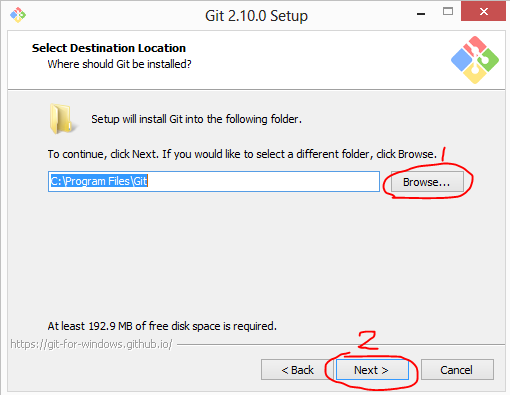 Git 2.10.0 Setup
Select Destination Location
Where should Git be installed?
Setup will install Git into the following folder.
To continue, click Next. If you would like to select a different folder, click Browse.
1
C:\Program Files\Git
Browse...
At least 192.9 MB of free disk space is required.
https://git-for-windows.github.io/
2
< Back
Next >
Cancel